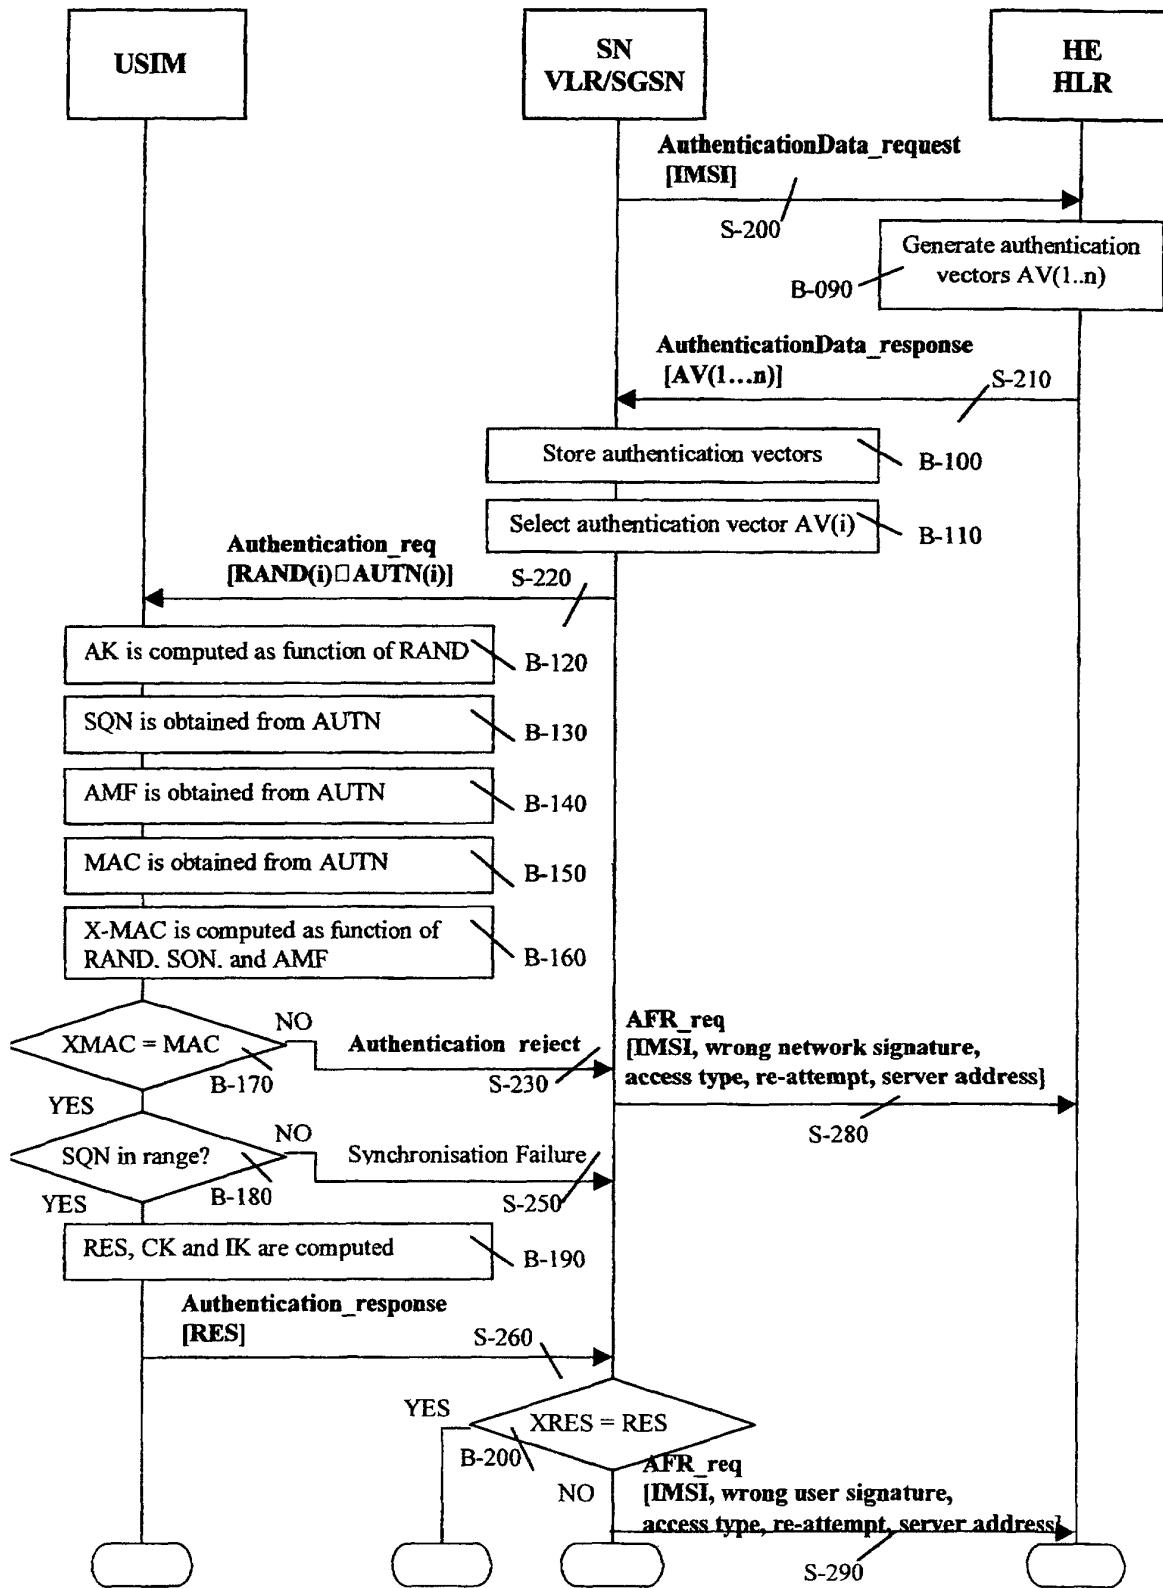 USIM
SN
VLR/SGSN
HE
HLR
AuthenticationData_request
[IMSI]
S-200
Generate authentication
vectors AV(1..n)
B-090
AuthenticationData_response
[AV(1...n)]
S-210
Store authentication vectors
B-100
Select authentication vector AV(i)
B-110
Authentication_req
[RAND(i)□AUTN(i)]
S-220
AK is computed as function of RAND
B-120
SQN is obtained from AUTN
B-130
AMF is obtained from AUTN
B-140
MAC is obtained from AUTN
B-150
X-MAC is computed as function of
RAND. SON. and AMF
B-160
XMAC = MAC
NO
B-170
YES
Authentication reject
S-230
AFR_req
[IMSI, wrong network signature,
access type, re-attempt, server address]
S-280
SQN in range?
NO
B-180
YES
Synchronisation Failure
S-250
RES, CK and IK are computed
B-190
Authentication_response
[RES]
S-260
YES
XRES = RES
B-200
NO
AFR_req
[IMSI, wrong user signature,
access type, re-attempt, server address]
S-290